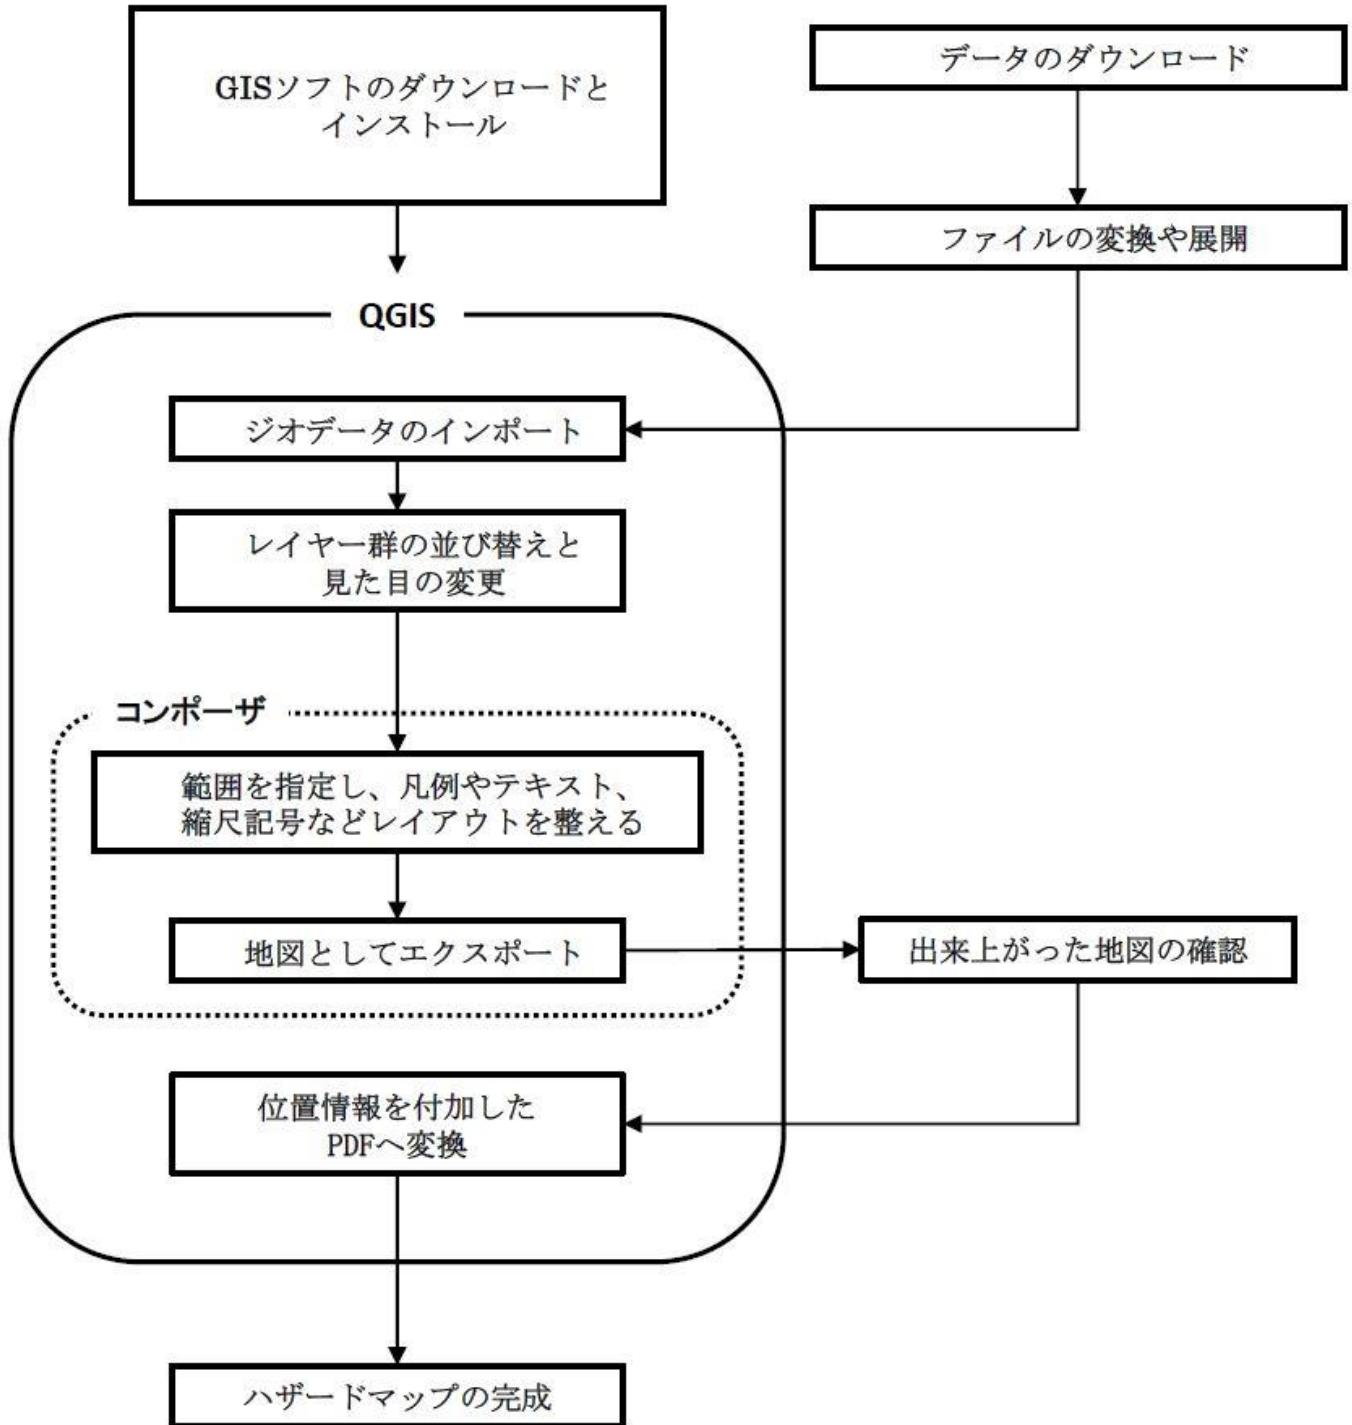 GISソフトのダウンロードと
インストール
データのダウンロード
ファイルの変換や展開
QGIS
ジオデータのインポート
レイヤー群の並び替えと
見た目の変更
コンポーザ
範囲を指定し、凡例やテキスト、
縮尺記号などレイアウトを整える
地図としてエクスポート
出来上がった地図の確認
位置情報を付加した
PDFへ変換
ハザードマップの完成